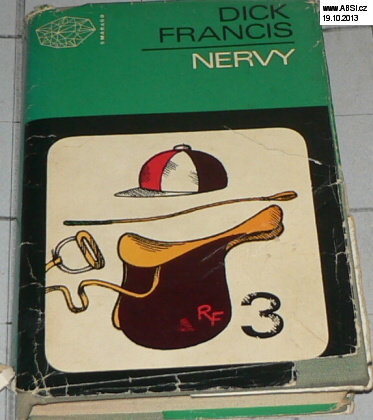 www.ABSI.cz
19.10.2013
DICK
FRANCIS
NERVY
SMARAGD
RF
3